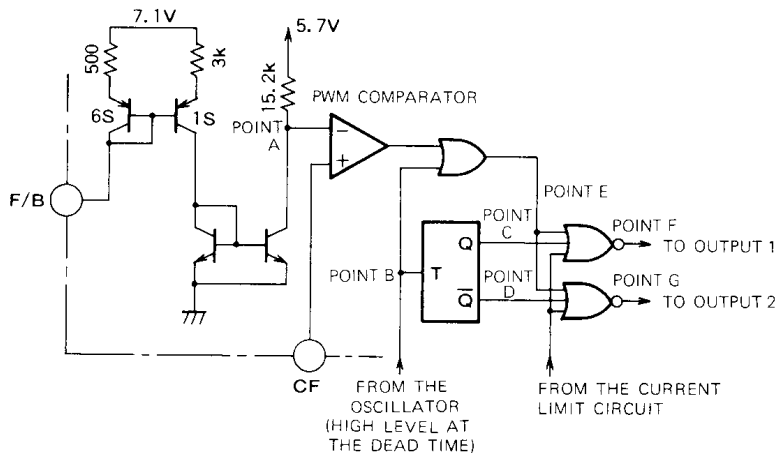 7.1V
5.7V
500
3k
15.2k
PWM COMPARATOR
6S
1S
POINT
A
−
+
F/B
POINT E
POINT
C
POINT F
TO OUTPUT 1
Q
POINT B
T
POINT
D
POINT G
Q̅
TO OUTPUT 2
CF
FROM THE
OSCILLATOR
(HIGH LEVEL AT
THE DEAD TIME)
FROM THE CURRENT
LIMIT CIRCUIT